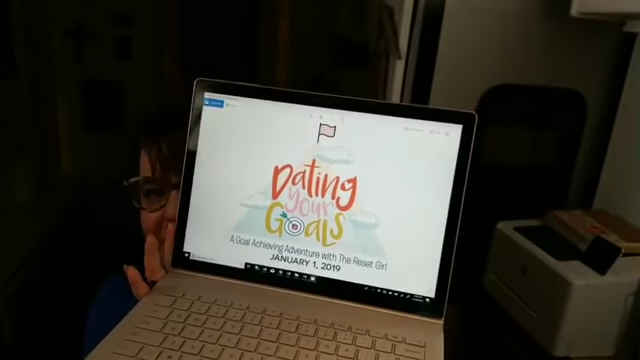 Dating
your
Goals
A Goal Achieving Adventure with The Reset Girl
JANUARY 1, 2019